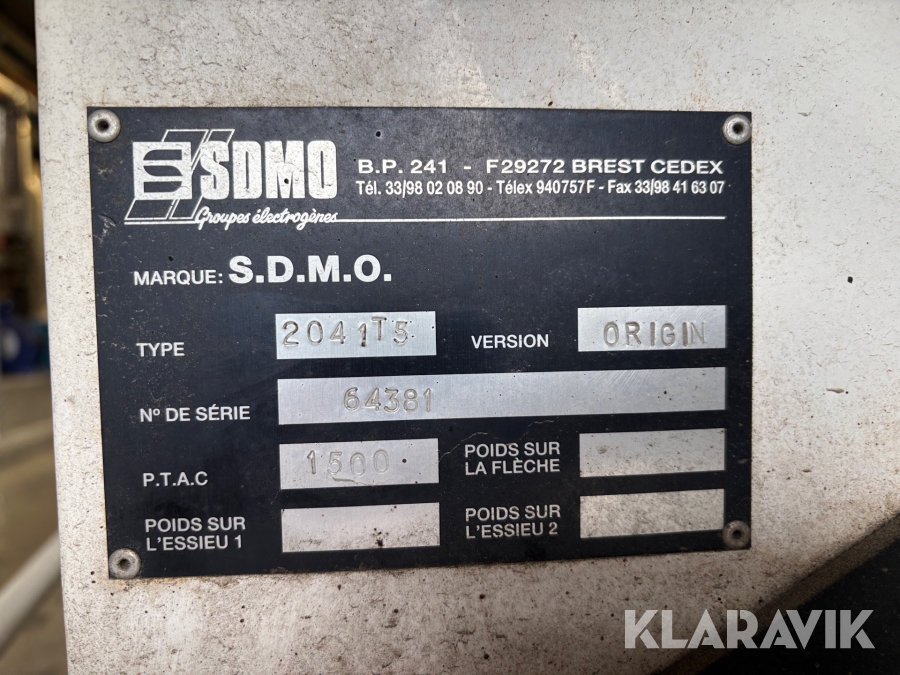 SDMO
Groupes électrogènes
B.P. 241 - F29272 BREST CEDEX
Tél. 33/98 02 08 90 - Télex 940757F - Fax 33/98 41 63 07
MARQUE: S.D.M.O.
TYPE 2041T5 VERSION ORIGIN
Nº DE SÉRIE 64381
P.T.A.C 1500 POIDS SUR LA FLÈCHE
POIDS SUR L'ESSIEU 1 POIDS SUR L'ESSIEU 2
KLARAVIK